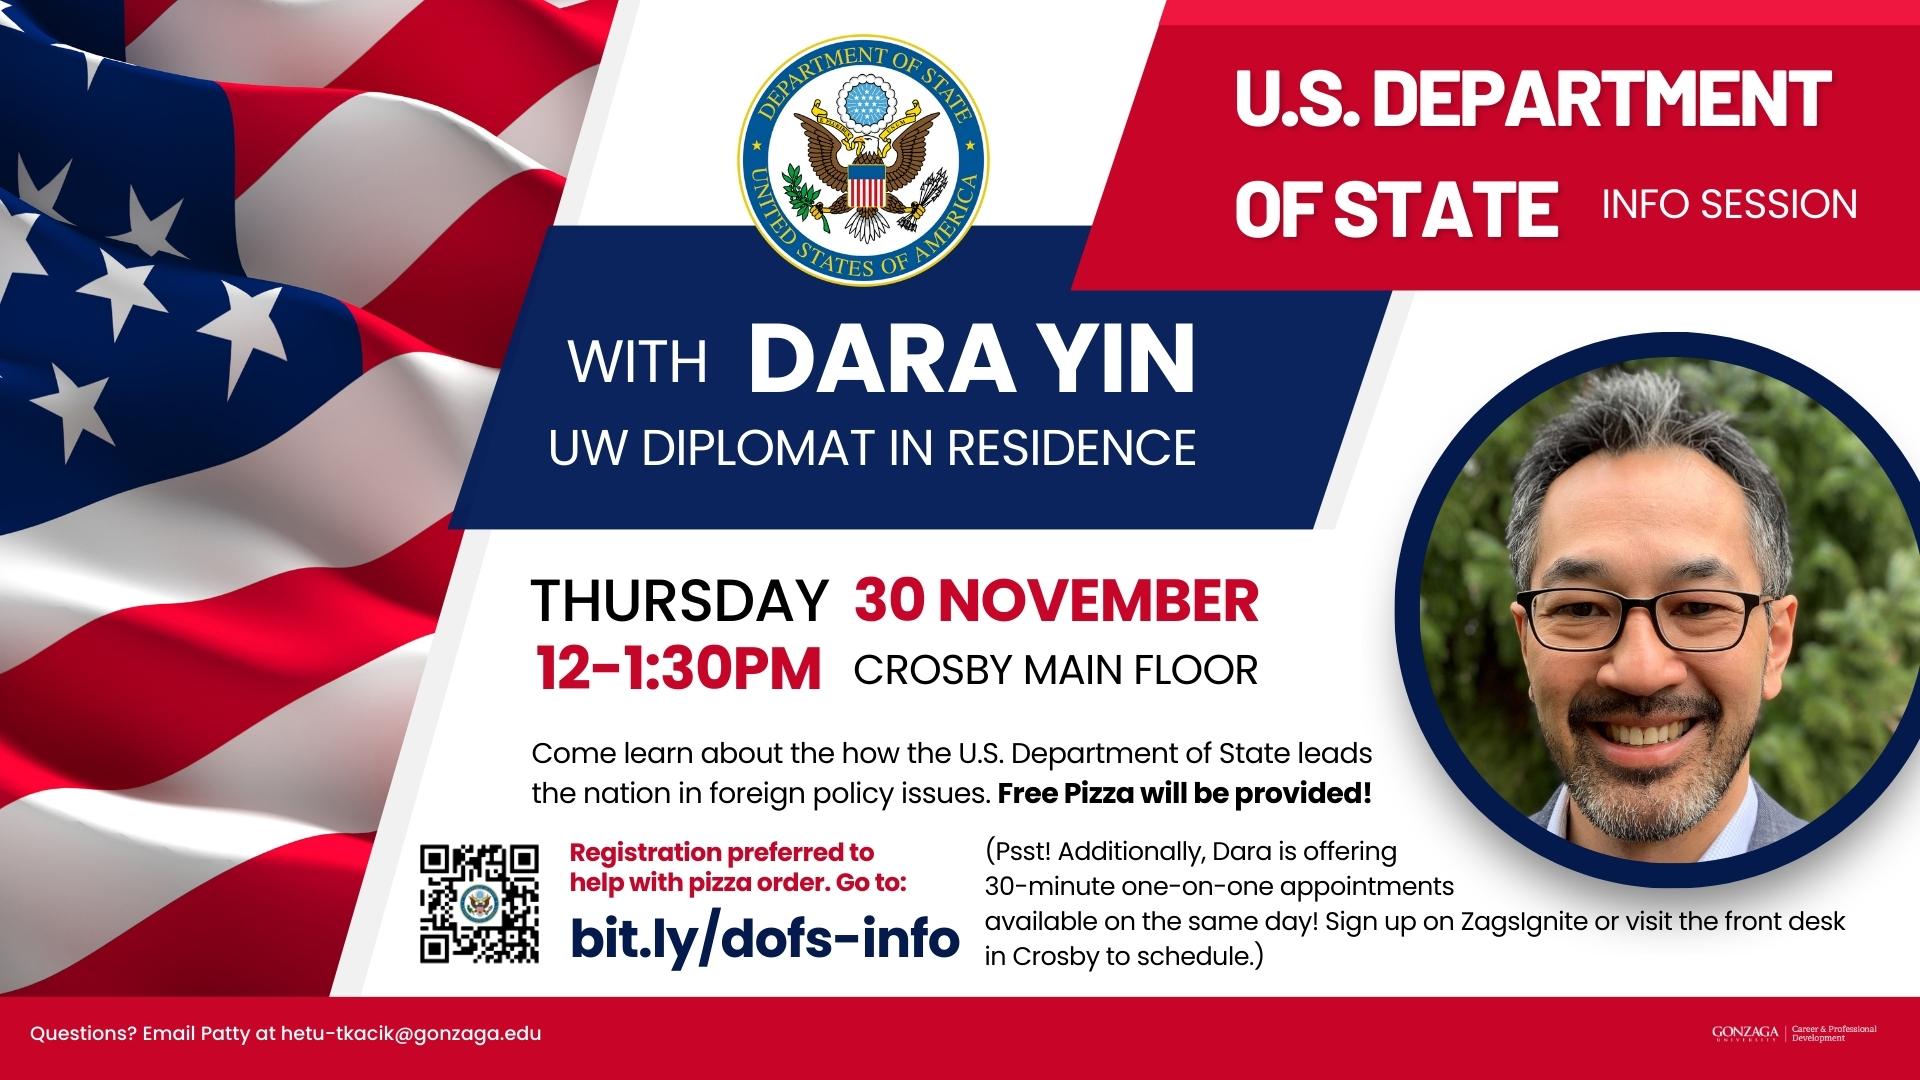 DEPARTMENT OF STATE
UNITED STATES OF AMERICA
U.S. DEPARTMENT
OF STATE INFO SESSION
WITH DARA YIN
UW DIPLOMAT IN RESIDENCE
THURSDAY 30 NOVEMBER
12-1:30PM CROSBY MAIN FLOOR
Come learn about the how the U.S. Department of State leads
the nation in foreign policy issues. Free Pizza will be provided!
Registration preferred to
help with pizza order. Go to:
bit.ly/dofs-info
(Psst! Additionally, Dara is offering
30-minute one-on-one appointments
available on the same day! Sign up on ZagsIgnite or visit the front desk
in Crosby to schedule.)
Questions? Email Patty at hetu-tkacik@gonzaga.edu
GONZAGA
UNIVERSITY
Career & Professional
Development